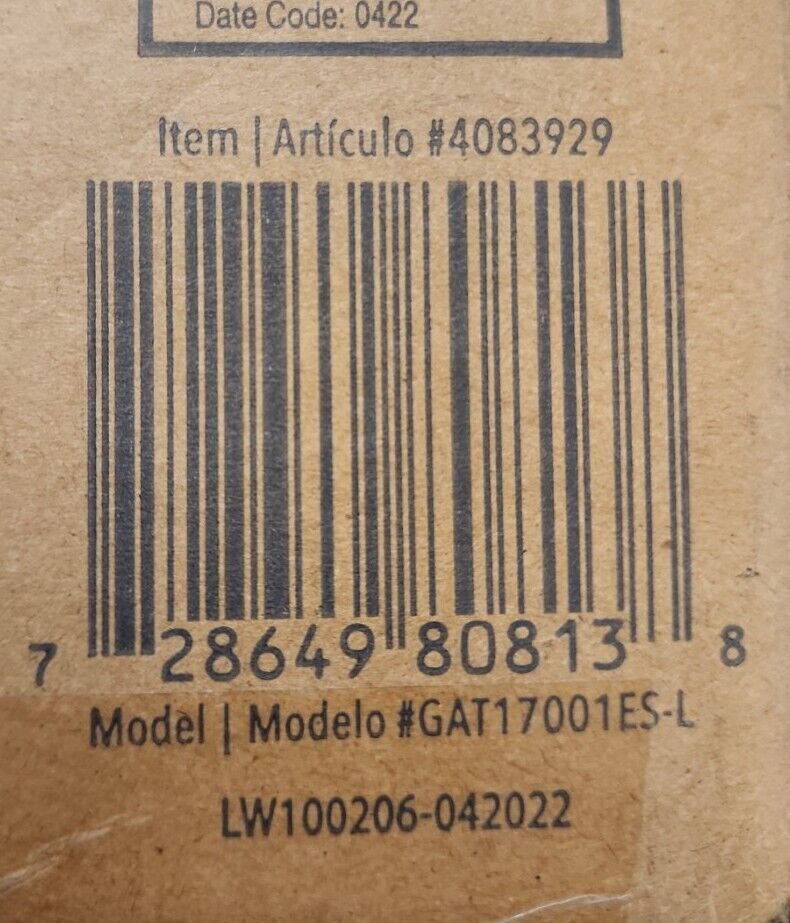 Date Code: 0422
Item | Artículo #4083929
7 28649 80813 8
Model | Modelo #GAT17001ES-L
LW100206-042022